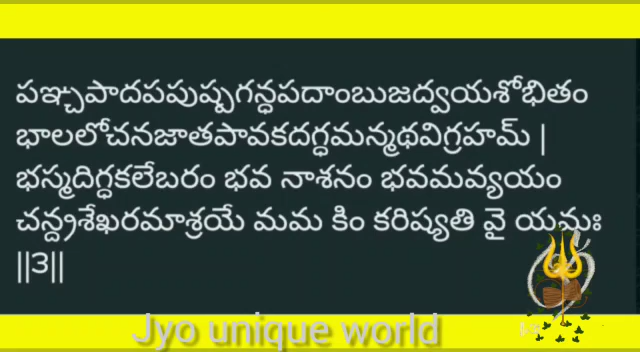 పఞ్చపాదపపుష్పగన్ధపదాంబుజద్వయశోభితం
భాలలోచనజాతపావకదగ్ధమన్మథవిగ్రహమ్ |
భస్మదిగ్ధకలేబరం భవ నాశనం భవమవ్యయం
చన్ద్రశేఖరమాశ్రయే మమ కిం కరిష్యతి వై యమః
||3||
Jyo unique world